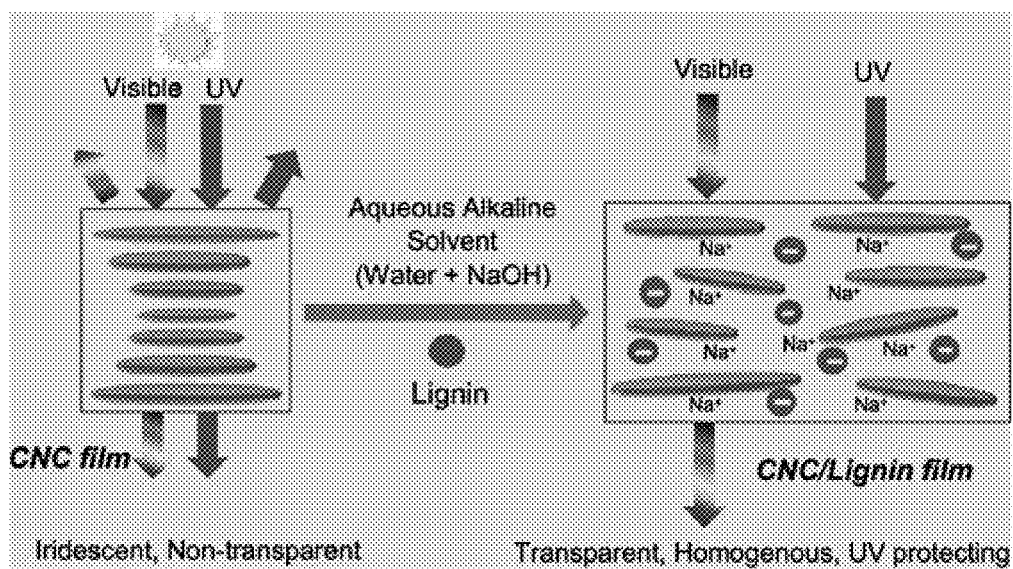 Visible UV
Visible UV
Aqueous Alkaline
Solvent
(Water + NaOH)
Lignin
Na⁺
Na⁺
Na⁺
Na⁺
Na⁺
Na⁺
Na⁺
Na⁺
Na⁺
CNC film
CNC/Lignin film
Iridescent, Non-transparent
Transparent, Homogenous, UV protecting